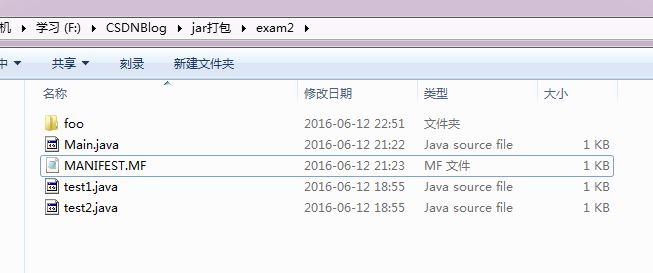 机 学习 (F:) CSDNBlog jar打包 exam2
中 共享 刻录 新建文件夹
名称 修改日期 类型 大小
foo 2016-06-12 22:51 文件夹
Main.java 2016-06-12 21:22 Java source file 1 KB
MANIFEST.MF 2016-06-12 21:23 MF 文件 1 KB
test1.java 2016-06-12 18:55 Java source file 1 KB
test2.java 2016-06-12 18:55 Java source file 1 KB